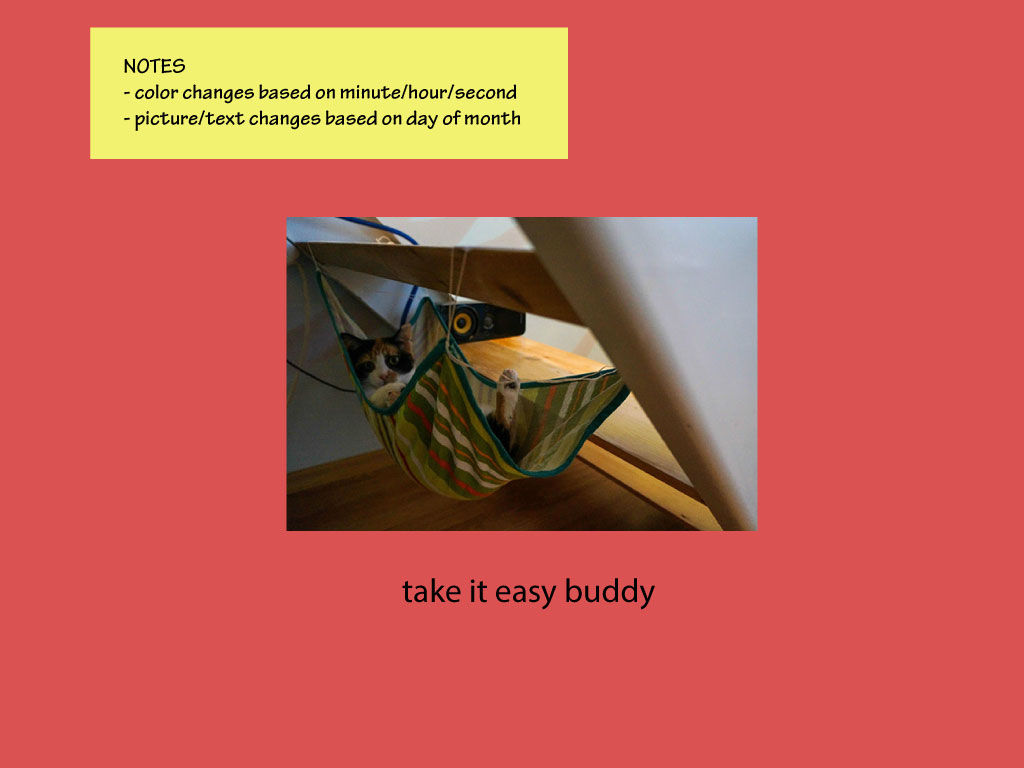 NOTES
- color changes based on minute/hour/second
- picture/text changes based on day of month
take it easy buddy